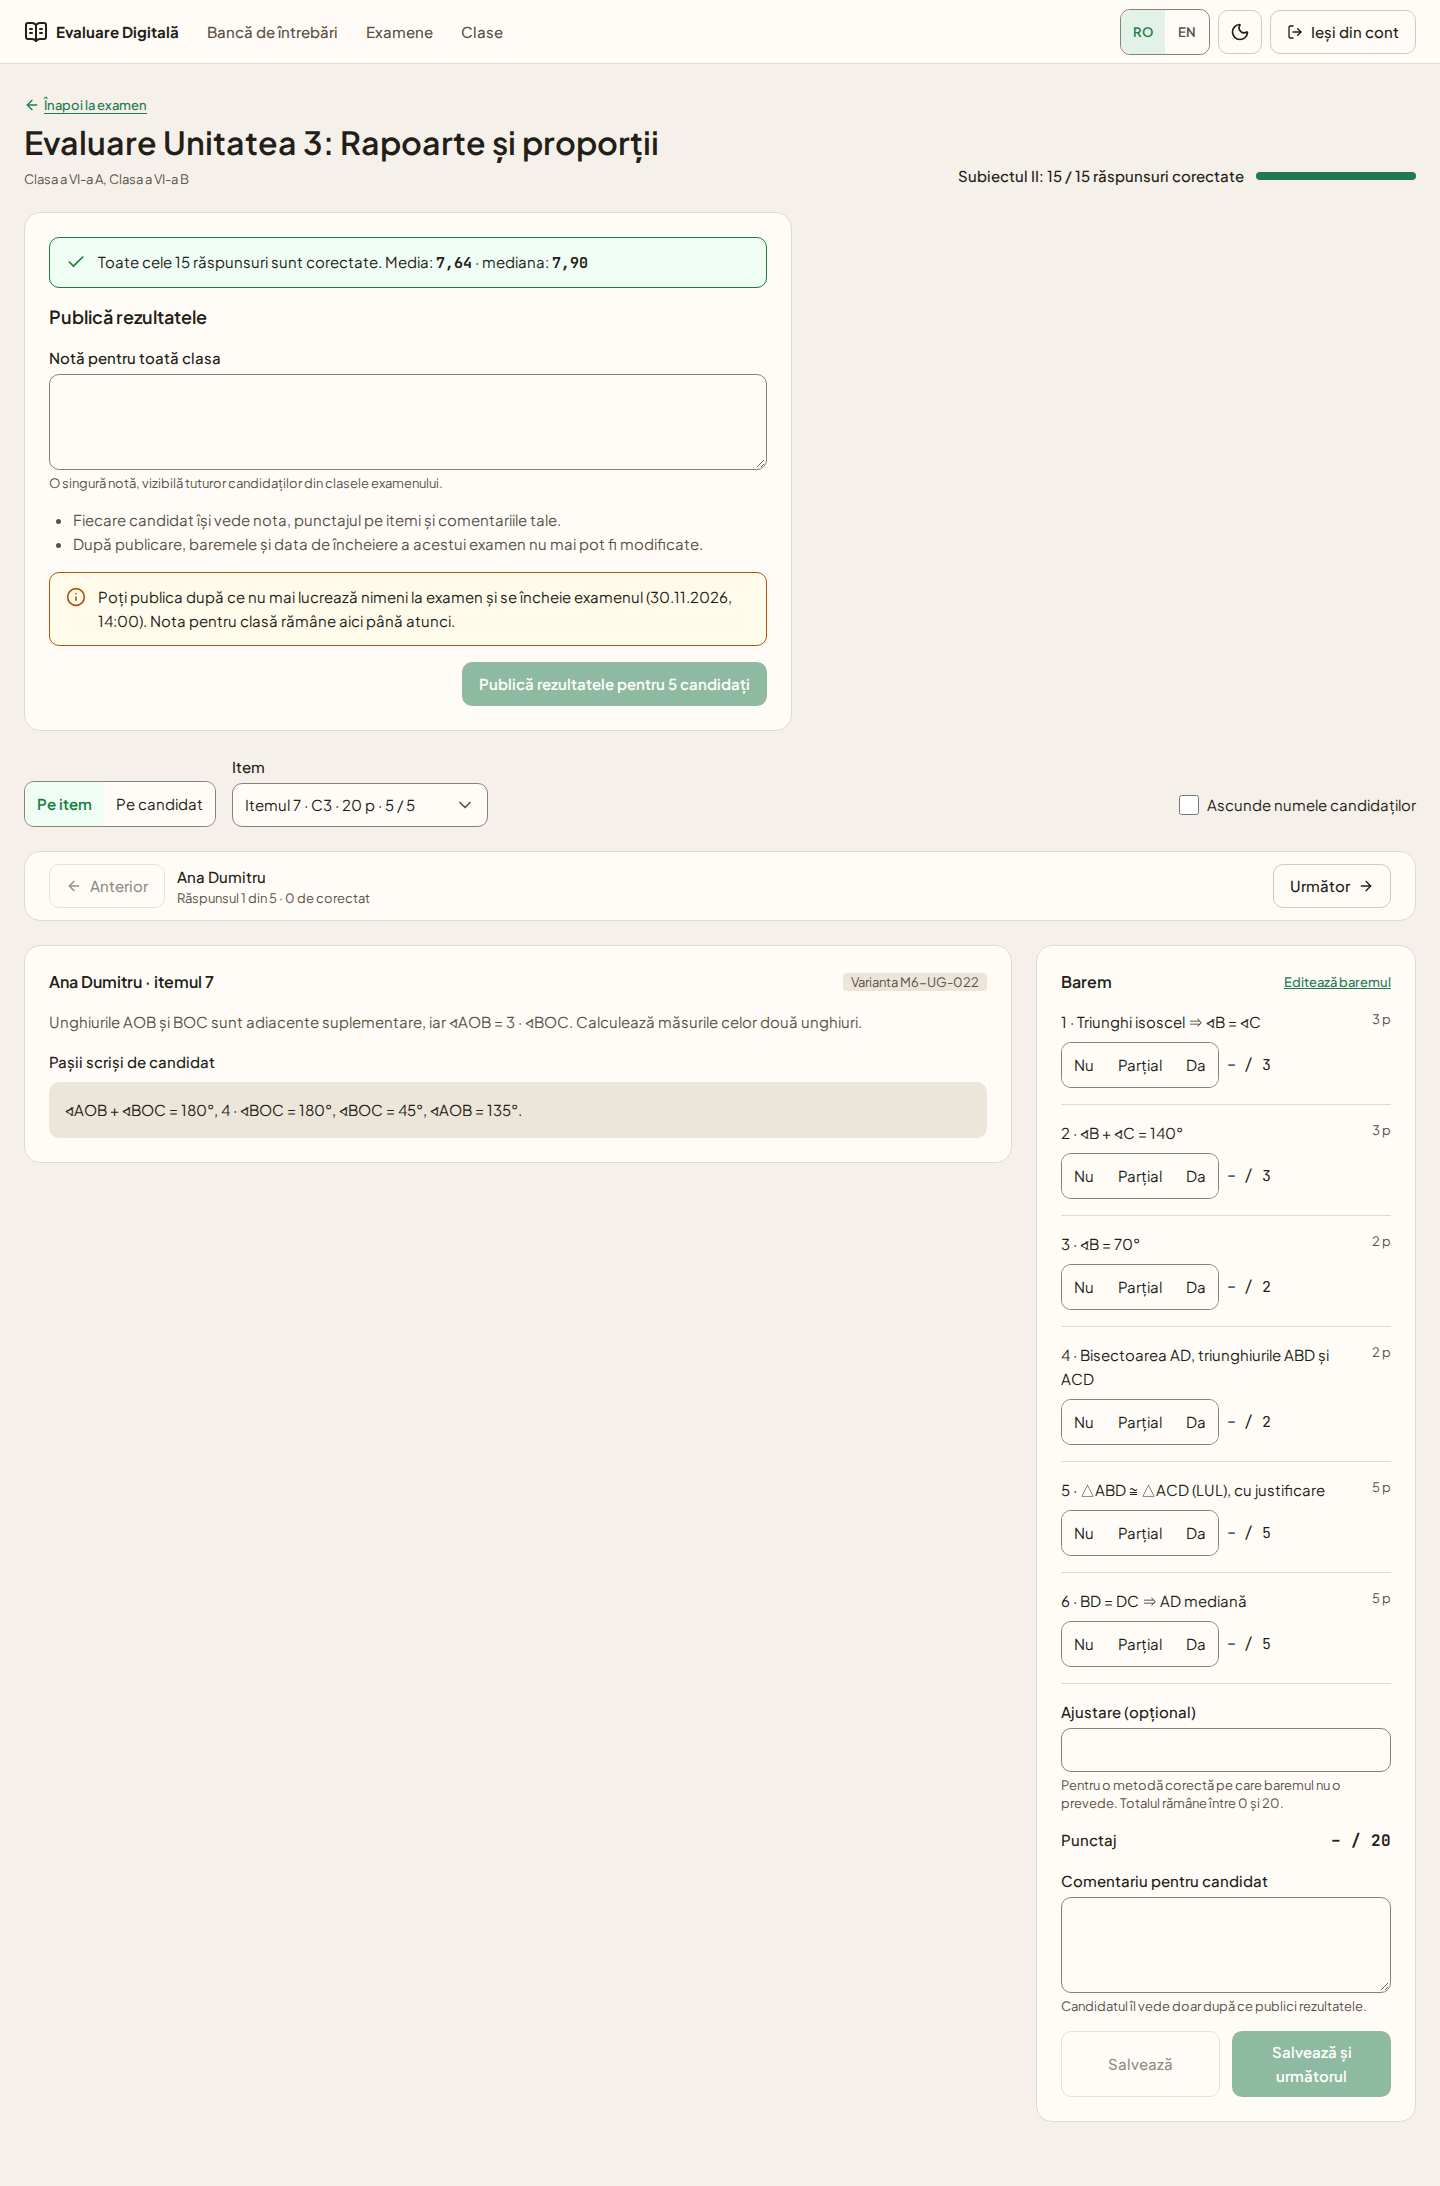 Evaluare Digitală
Bancă de întrebări
Examene
Clase
RO
EN
Ieși din cont
Înapoi la examen
Evaluare Unitatea 3: Rapoarte și proporții
Clasa a VI-a A, Clasa a VI-a B
Subiectul II: 15 / 15 răspunsuri corectate
Toate cele 15 răspunsuri sunt corectate. Media: 7,64 · mediana: 7,90
Publică rezultatele
Notă pentru toată clasa
O singură notă, vizibilă tuturor candidaților din clasele examenului.
• Fiecare candidat își vede nota, punctajul pe itemi și comentariile tale.
• După publicare, baremele și data de încheiere a acestui examen nu mai pot fi modificate.
Poți publica după ce nu mai lucrează nimeni la examen și se încheie examenul (30.11.2026,
14:00). Nota pentru clasă rămâne aici până atunci.
Publică rezultatele pentru 5 candidați
Pe item
Pe candidat
Item
Itemul 7 · C3 · 20 p · 5 / 5
Ascunde numele candidaților
Anterior
Ana Dumitru
Răspunsul 1 din 5 · 0 de corectat
Următor
Ana Dumitru · itemul 7
Varianta M6-UG-022
Unghiurile AOB și BOC sunt adiacente suplementare, iar ∢AOB = 3 · ∢BOC. Calculează măsurile celor două unghiuri.
Pașii scriși de candidat
∢AOB + ∢BOC = 180°, 4 · ∢BOC = 180°, ∢BOC = 45°, ∢AOB = 135°.
Barem
Editează baremul
1 · Triunghi isoscel ⇒ ∢B = ∢C
3 p
Nu Parțial Da – / 3
2 · ∢B + ∢C = 140°
3 p
Nu Parțial Da – / 3
3 · ∢B = 70°
2 p
Nu Parțial Da – / 2
4 · Bisectoarea AD, triunghiurile ABD și
ACD
2 p
Nu Parțial Da – / 2
5 · △ABD ≅ △ACD (LUL), cu justificare
5 p
Nu Parțial Da – / 5
6 · BD = DC ⇒ AD mediană
5 p
Nu Parțial Da – / 5
Ajustare (opțional)
Pentru o metodă corectă pe care baremul nu o
prevede. Totalul rămâne între 0 și 20.
Punctaj
– / 20
Comentariu pentru candidat
Candidatul îl vede doar după ce publici rezultatele.
Salvează
Salvează și
următorul